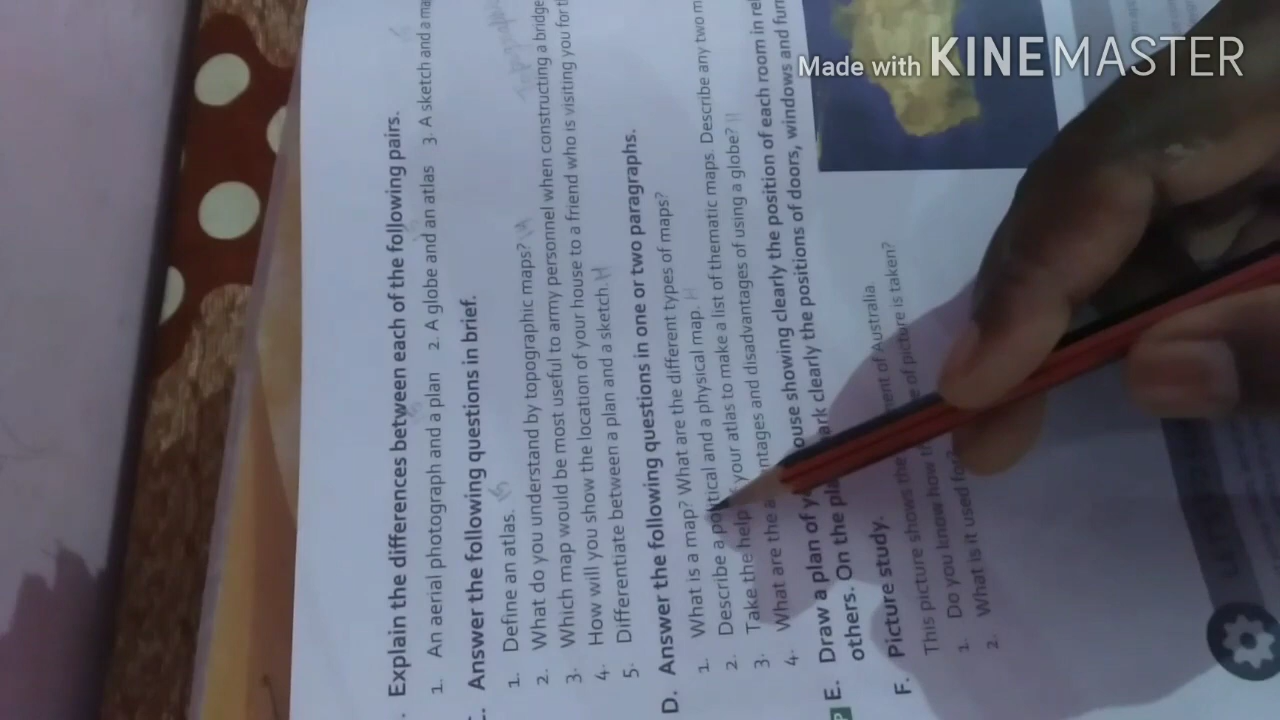 Made with KINEMASTER
. Explain the differences between each of the following pairs.
1. An aerial photograph and a plan 2. A globe and an atlas 3. A sketch and a ma
C. Answer the following questions in brief.
1. Define an atlas.
2. What do you understand by topographic maps?
3. Which map would be most useful to army personnel when constructing a bridge
4. How will you show the location of your house to a friend who is visiting you for t
5. Differentiate between a plan and a sketch. H
D. Answer the following questions in one or two paragraphs.
1. What is a map? What are the different types of maps?
2. Describe a political and a physical map. H
3. Take the help your atlas to make a list of thematic maps. Describe any two m
4. What are the a ntages and disadvantages of using a globe? H
E. Draw a plan of y ouse showing clearly the position of each room in rel
others. On the pla ark clearly the positions of doors, windows and furn
F. Picture study.
This picture shows the ment of Australia.
1. Do you know how t e of picture is taken?
2. What is it used for?